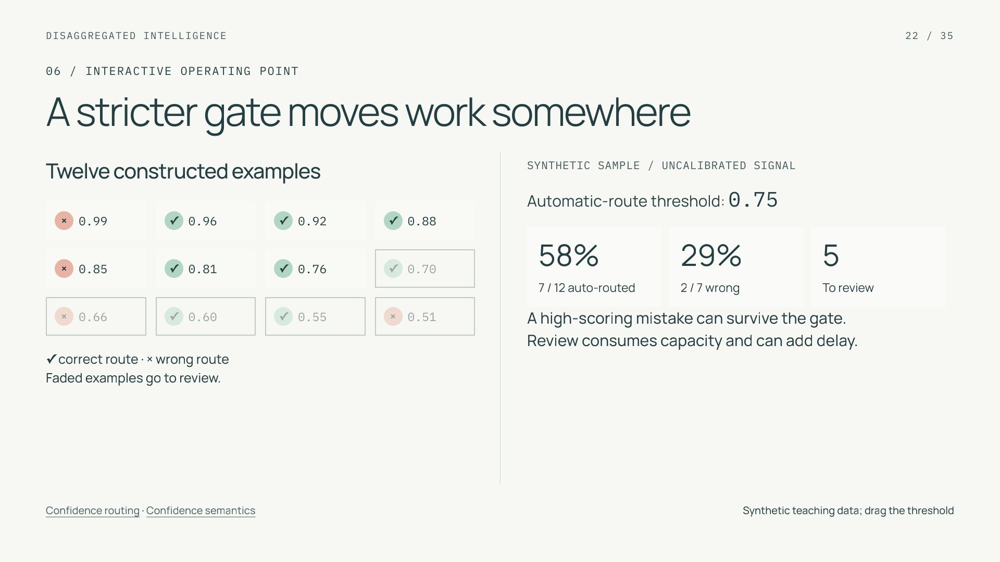 DISAGGREGATED INTELLIGENCE
22 / 35
06 / INTERACTIVE OPERATING POINT
A stricter gate moves work somewhere
Twelve constructed examples
× 0.99
✓ 0.96
✓ 0.92
✓ 0.88
× 0.85
✓ 0.81
✓ 0.76
✓ 0.70
× 0.66
✓ 0.60
✓ 0.55
× 0.51
✓ correct route · × wrong route
Faded examples go to review.
SYNTHETIC SAMPLE / UNCALIBRATED SIGNAL
Automatic-route threshold: 0.75
58%
7 / 12 auto-routed
29%
2 / 7 wrong
5
To review
A high-scoring mistake can survive the gate.
Review consumes capacity and can add delay.
Confidence routing · Confidence semantics
Synthetic teaching data; drag the threshold